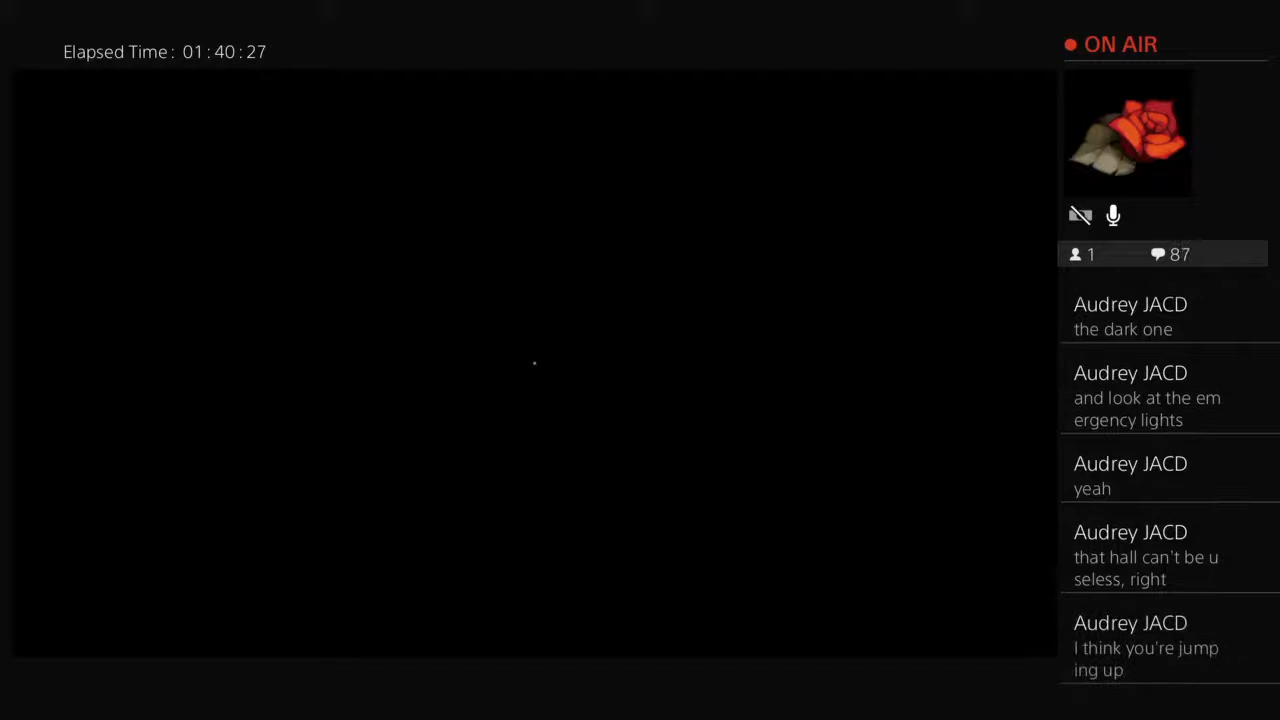 Elapsed Time: 01:40:27
ON AIR
1 87
Audrey JACD
the dark one
Audrey JACD
and look at the em
ergency lights
Audrey JACD
yeah
Audrey JACD
that hall can't be u
seless, right
Audrey JACD
I think you're jump
ing up